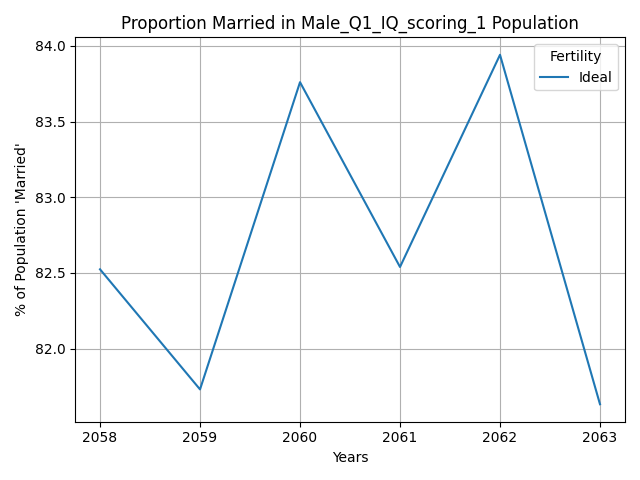 Proportion Married in Male_Q1_IQ_scoring_1 Population
Fertility
Ideal
84.0
83.5
83.0
82.5
82.0
% of Population 'Married'
2058 2059 2060 2061 2062 2063
Years